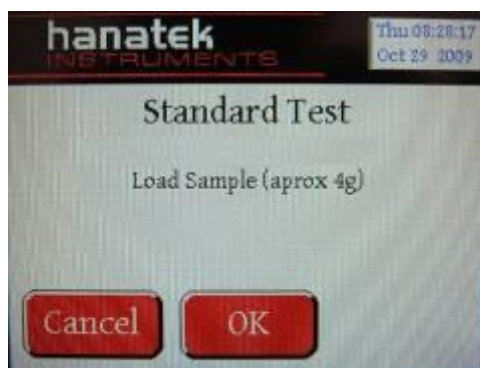 hanatek
INSTRUMENTS
Thu 08:28:17
Oct 29 2009
Standard Test
Load Sample (aprox 4g)
Cancel
OK